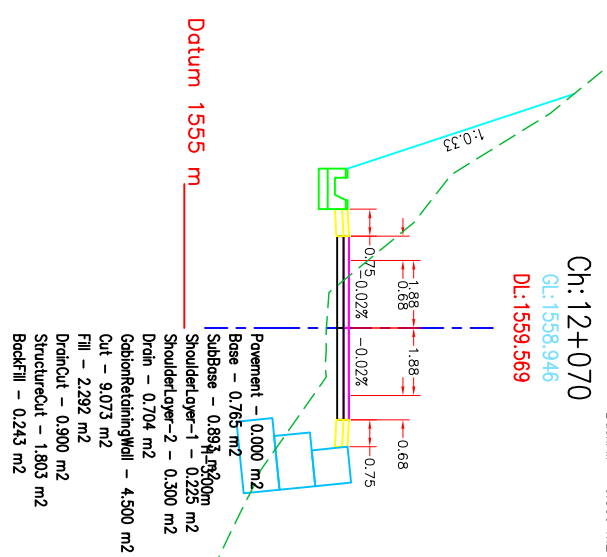 Ch:12+070
GL:1558.946
DL:1559.569
1:0.33
0.75
0.68
1.88
1.88
0.68
0.75
-0.02%
-0.02%
Datum 1555 m
Pavement - 0.000 m2
Base - 0.765 m2
SubBase - 0.893 m2
ShoulderLayer-1 - 0.225 m2
ShoulderLayer-2 - 0.300 m2
Drain - 0.704 m2
GabionRetainingWall - 4.500 m2
Cut - 9.073 m2
Fill - 2.292 m2
DrainCut - 0.900 m2
StructureCut - 1.803 m2
BackFill - 0.243 m2